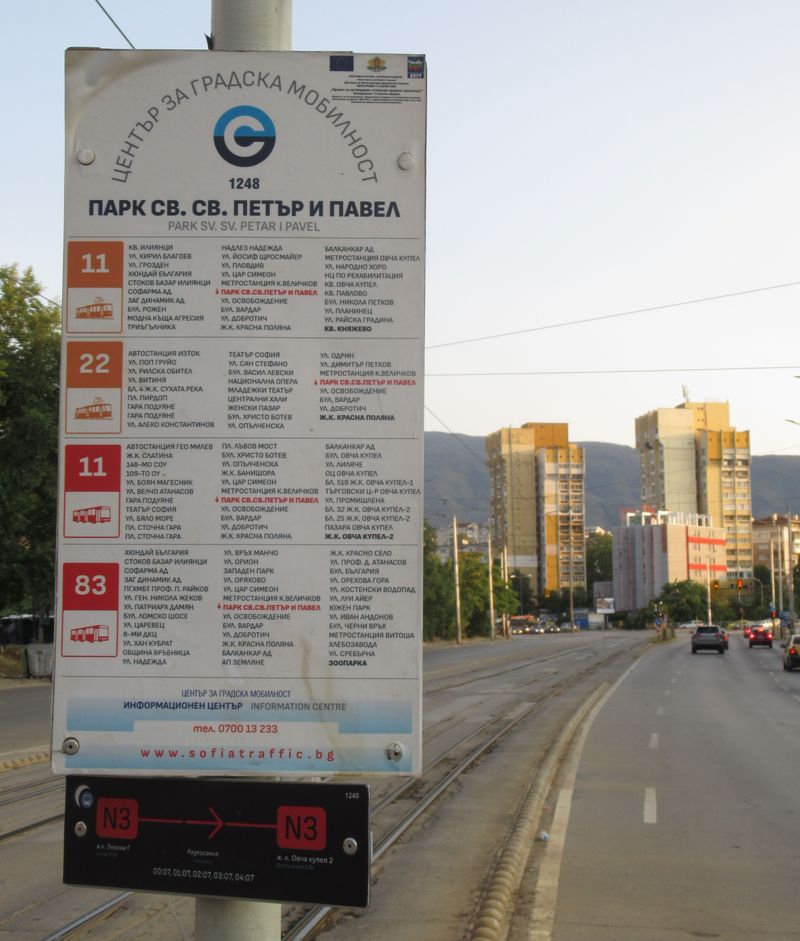 ЦЕНТЪР ЗА ГРАДСКА МОБИЛНОСТ
1248
ПАРК СВ. СВ. ПЕТЪР И ПАВЕЛ
PARK SV. SV. PETAR I PAVEL
11
КВ. ИЛИЯНЦИ
УЛ. КИРИЛ БЛАГОЕВ
УЛ. ГРОЗДЕН
ХЮНДАЙ БЪЛГАРИЯ
СТОКОВ БАЗАР ИЛИЯНЦИ
СОФАРМА АД
ЗАГ ДИНАМИК АД
БУЛ. РОЖЕН
МОДНА КЪЩА АГРЕСИЯ
ТРИЪГЪЛНИКА
НАДЛЕЗ НАДЕЖДА
УЛ. ЙОСИФ ЩРОСМАЙЕР
УЛ. ПЛОВДИВ
УЛ. ЦАР СИМЕОН
МЕТРОСТАНЦИЯ К.ВЕЛИЧКОВ
ПАРК СВ.СВ.ПЕТЪР И ПАВЕЛ
УЛ. ОСВОБОЖДЕНИЕ
БУЛ. ВАРДАР
УЛ. ДОБРОТИЧ
Ж.К. КРАСНА ПОЛЯНА
БАЛКАНКАР АД
МЕТРОСТАНЦИЯ ОВЧА КУПЕЛ
УЛ. НАРОДНО ХОРО
НЦ ПО РЕХАБИЛИТАЦИЯ
КВ. ОВЧА КУПЕЛ
КВ. ПАВЛОВО
БУЛ. НИКОЛА ПЕТКОВ
УЛ. ПЛАНИНЕЦ
УЛ. РАЙСКА ГРАДИНА
КВ. КНЯЖЕВО
22
АВТОСТАНЦИЯ ИЗТОК
УЛ. ПОП ГРУЙО
УЛ. РИЛСКА ОБИТЕЛ
УЛ. ВИТИНЯ
БЛ. 4 Ж.К. СУХАТА РЕКА
ПЛ. ПИРДОП
ГАРА ПОДУЯНЕ
ГАРА ПОДУЯНЕ
УЛ. АЛЕКО КОНСТАНТИНОВ
ТЕАТЪР СОФИЯ
УЛ. САН СТЕФАНО
БУЛ. ВАСИЛ ЛЕВСКИ
НАЦИОНАЛНА ОПЕРА
МЛАДЕЖКИ ТЕАТЪР
ЦЕНТРАЛНИ ХАЛИ
ЖЕНСКИ ПАЗАР
БУЛ. ХРИСТО БОТЕВ
УЛ. ОПЪЛЧЕНСКА
УЛ. ОДРИН
УЛ. ДИМИТЪР ПЕТКОВ
МЕТРОСТАНЦИЯ К.ВЕЛИЧКОВ
ПАРК СВ.СВ.ПЕТЪР И ПАВЕЛ
УЛ. ОСВОБОЖДЕНИЕ
БУЛ. ВАРДАР
УЛ. ДОБРОТИЧ
Ж.К. КРАСНА ПОЛЯНА
11
АВТОСТАНЦИЯ ГЕО МИЛЕВ
Ж.К. СЛАТИНА
148-МО СОУ
109-ТО ОУ
УЛ. БОЯН МАГЕСНИК
УЛ. ВЕЛЧО АТАНАСОВ
ГАРА ПОДУЯНЕ
ТЕАТЪР СОФИЯ
УЛ. БЯЛО МОРЕ
ПЛ. СТОЧНА ГАРА
ПЛ. СТОЧНА ГАРА
ПЛ. ЛЪВОВ МОСТ
БУЛ. ХРИСТО БОТЕВ
УЛ. ОПЪЛЧЕНСКА
Ж.К. БАНИШОРА
УЛ. ЦАР СИМЕОН
МЕТРОСТАНЦИЯ К.ВЕЛИЧКОВ
ПАРК СВ.СВ.ПЕТЪР И ПАВЕЛ
УЛ. ОСВОБОЖДЕНИЕ
БУЛ. ВАРДАР
УЛ. ДОБРОТИЧ
Ж.К. КРАСНА ПОЛЯНА
БАЛКАНКАР АД
БУЛ. ОВЧА КУПЕЛ
УЛ. ЛИЛЯЧЕ
ОЦ ОВЧА КУПЕЛ
БЛ. 519 Ж.К. ОВЧА КУПЕЛ-1
ТЪРГОВСКИ Ц-Р ОВЧА КУПЕЛ
УЛ. ПРОМИШЛЕНА
БЛ. 32 Ж.К. ОВЧА КУПЕЛ-2
БЛ. 25 Ж.К. ОВЧА КУПЕЛ-2
ПАЗАРА ОВЧА КУПЕЛ
Ж.К. ОВЧА КУПЕЛ-2
83
ХЮНДАЙ БЪЛГАРИЯ
СТОКОВ БАЗАР ИЛИЯНЦИ
СОФАРМА АД
ЗАГ ДИНАМИК АД
ПГХМБТ ПРОФ. П. РАЙКОВ
УЛ. ГЕН. НИКОЛА ЖЕКОВ
УЛ. ПАТРИАРХ ДАМЯН
БУЛ. ЛОМСКО ШОСЕ
УЛ. ЦАРЕВЕЦ
8-МИ ДКЦ
УЛ. ХАН КУБРАТ
ОБЩИНА ВРЪБНИЦА
УЛ. НАДЕЖДА
УЛ. ВРЪХ МАНЧО
УЛ. ОРИОН
ЗАПАДЕН ПАРК
УЛ. ОРЯХОВО
УЛ. ЦАР СИМЕОН
МЕТРОСТАНЦИЯ К.ВЕЛИЧКОВ
ПАРК СВ.СВ.ПЕТЪР И ПАВЕЛ
УЛ. ОСВОБОЖДЕНИЕ
БУЛ. ВАРДАР
УЛ. ДОБРОТИЧ
Ж.К. КРАСНА ПОЛЯНА
БАЛКАНКАР АД
АП ЗЕМЛЯНЕ
Ж.К. КРАСНО СЕЛО
УЛ. ПРОФ. Д. АТАНАСОВ
БУЛ. БЪЛГАРИЯ
УЛ. ОРЕХОВА ГОРА
УЛ. КОСТЕНСКИ ВОДОПАД
УЛ. ЛУИ АЙЕР
ЮЖЕН ПАРК
УЛ. ИВАН АНДОНОВ
БУЛ. ЧЕРНИ ВРЪХ
МЕТРОСТАНЦИЯ ВИТОША
ХЛЕБОЗАВОДА
УЛ. СРЕБЪРНА
ЗООПАРКА
ЦЕНТЪР ЗА ГРАДСКА МОБИЛНОСТ
ИНФОРМАЦИОНЕН ЦЕНТЪР INFORMATION CENTRE
тел. 0700 13 233
www.sofiatraffic.bg
1248
N3 N3
ж.к. Левски Г
Разписание
ж. к. Овча купел 2
00:07, 01:07, 02:07, 03:07, 04:07